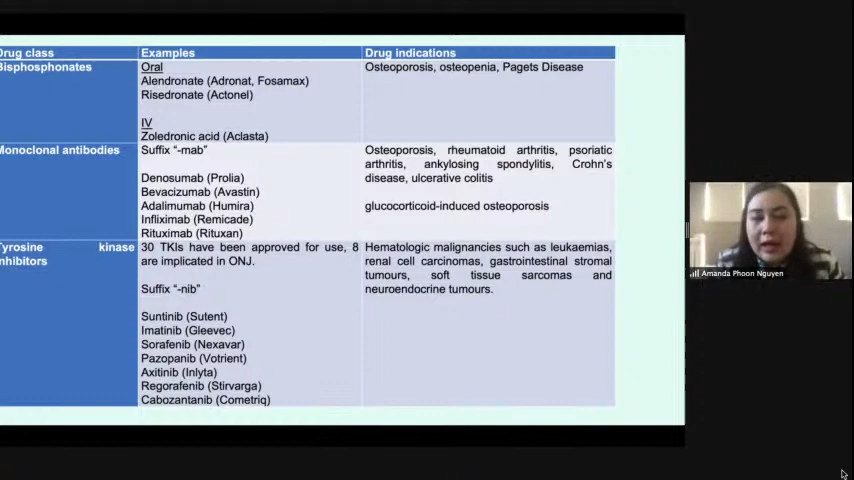 Drug class Examples Drug indications
Bisphosphonates
Oral
Alendronate (Adronat, Fosamax)
Risedronate (Actonel)
IV
Zoledronic acid (Aclasta)
Osteoporosis, osteopenia, Pagets Disease
Monoclonal antibodies
Suffix “-mab”
Denosumab (Prolia)
Bevacizumab (Avastin)
Adalimumab (Humira)
Infliximab (Remicade)
Rituximab (Rituxan)
Osteoporosis, rheumatoid arthritis, psoriatic
arthritis, ankylosing spondylitis, Crohn’s
disease, ulcerative colitis
glucocorticoid-induced osteoporosis
Tyrosine kinase
inhibitors
30 TKIs have been approved for use, 8
are implicated in ONJ.
Suffix “-nib”
Suntinib (Sutent)
Imatinib (Gleevec)
Sorafenib (Nexavar)
Pazopanib (Votrient)
Axitinib (Inlyta)
Regorafenib (Stirvarga)
Cabozantanib (Cometriq)
Hematologic malignancies such as leukaemias,
renal cell carcinomas, gastrointestinal stromal
tumours, soft tissue sarcomas and
neuroendocrine tumours.
Amanda Phoon Nguyen